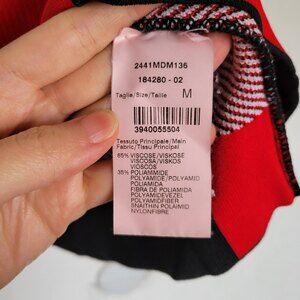 2441MDM136
184280 - 02
Taglia/Size/Taille M
3940055504
Tessuto Principale/Main
Fabric/Tissu Principal
65% VISCOSE/VISKOSE
VISCOSA/VISKOS
VIOSCOS
35% POLIAMMIDE
POLYAMIDE/POLYAMID
POLIAMIDA
FIBRA DE POLIAMIDA
POLYAMIDEVEZEL
POLYAMIDFIBER
SNAITHIN POLAIMID
NYLONFIBRE